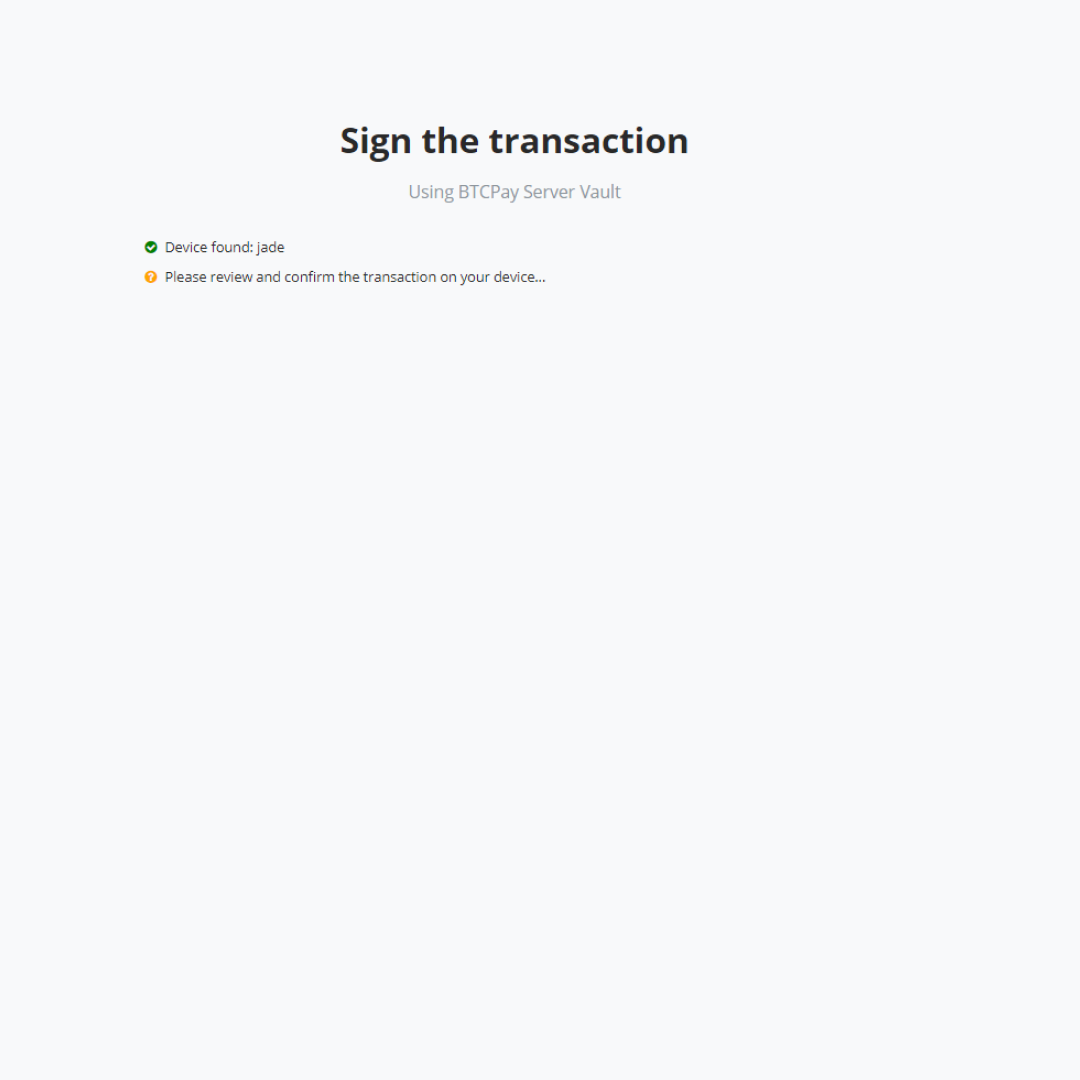 Sign the transaction
Using BTCPay Server Vault
Device found: jade
Please review and confirm the transaction on your device...